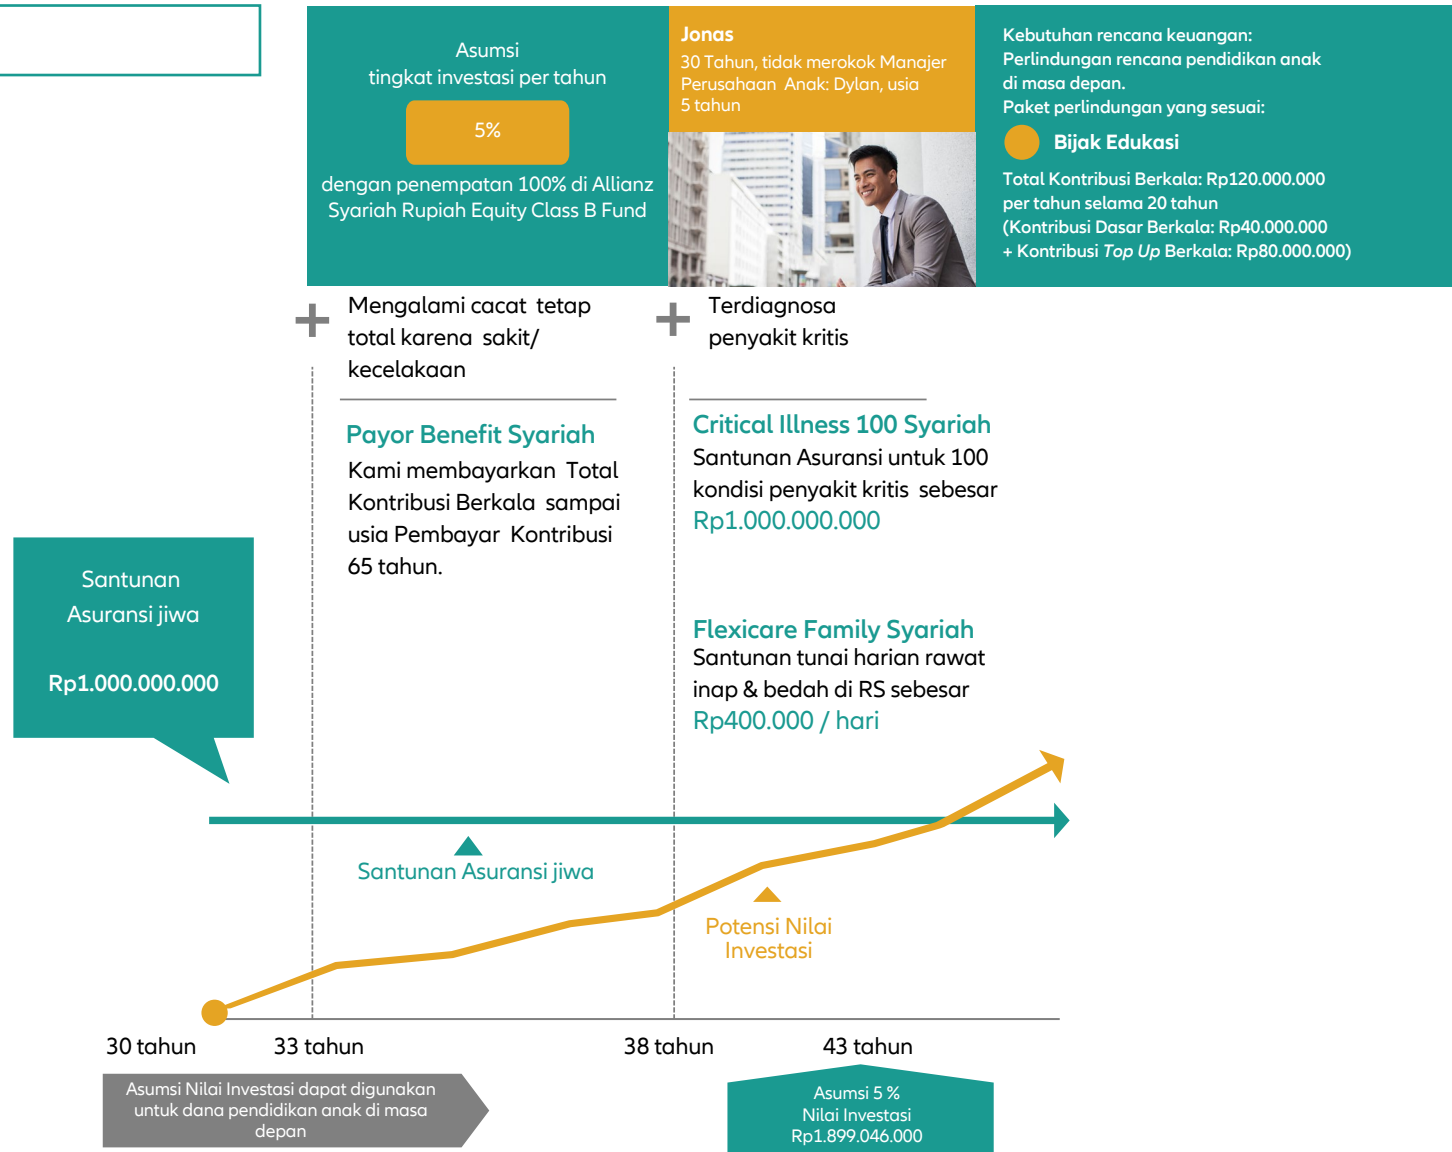 Asumsi
tingkat investasi per tahun
5%
dengan penempatan 100% di Allianz
Syariah Rupiah Equity Class B Fund
Jonas
30 Tahun, tidak merokok Manajer
Perusahaan Anak: Dylan, usia
5 tahun
Kebutuhan rencana keuangan:
Perlindungan rencana pendidikan anak
di masa depan.
Paket perlindungan yang sesuai:
Bijak Edukasi
Total Kontribusi Berkala: Rp120.000.000
per tahun selama 20 tahun
(Kontribusi Dasar Berkala: Rp40.000.000
+ Kontribusi Top Up Berkala: Rp80.000.000)
+ Mengalami cacat tetap
total karena sakit/
kecelakaan
Payor Benefit Syariah
Kami membayarkan Total
Kontribusi Berkala sampai
usia Pembayar Kontribusi
65 tahun.
+ Terdiagnosa
penyakit kritis
Critical Illness 100 Syariah
Santunan Asuransi untuk 100
kondisi penyakit kritis sebesar
Rp1.000.000.000
Flexicare Family Syariah
Santunan tunai harian rawat
inap & bedah di RS sebesar
Rp400.000 / hari
Santunan
Asuransi jiwa
Rp1.000.000.000
Santunan Asuransi jiwa
Potensi Nilai
Investasi
30 tahun
33 tahun
38 tahun
43 tahun
Asumsi Nilai Investasi dapat digunakan
untuk dana pendidikan anak di masa
depan
Asumsi 5 %
Nilai Investasi
Rp1.899.046.000